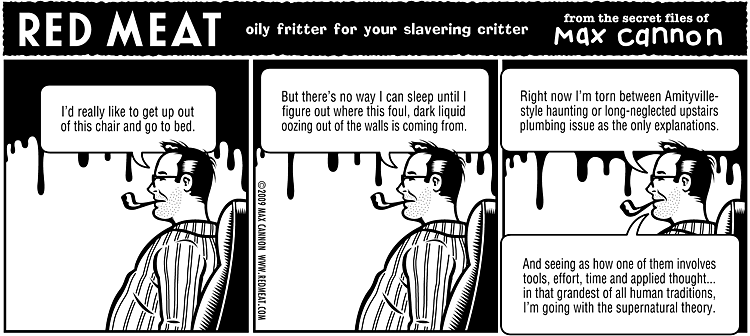 RED MEAT
oily fritter for your slavering critter
from the secret files of
Max Cannon
I'd really like to get up out
of this chair and go to bed.
But there's no way I can sleep until I
figure out where this foul, dark liquid
oozing out of the walls is coming from.
©2009 MAX CANNON WWW.REDMEAT.COM
Right now I'm torn between Amityville-
style haunting or long-neglected upstairs
plumbing issue as the only explanations.
And seeing as how one of them involves
tools, effort, time and applied thought...
in that grandest of all human traditions,
I'm going with the supernatural theory.